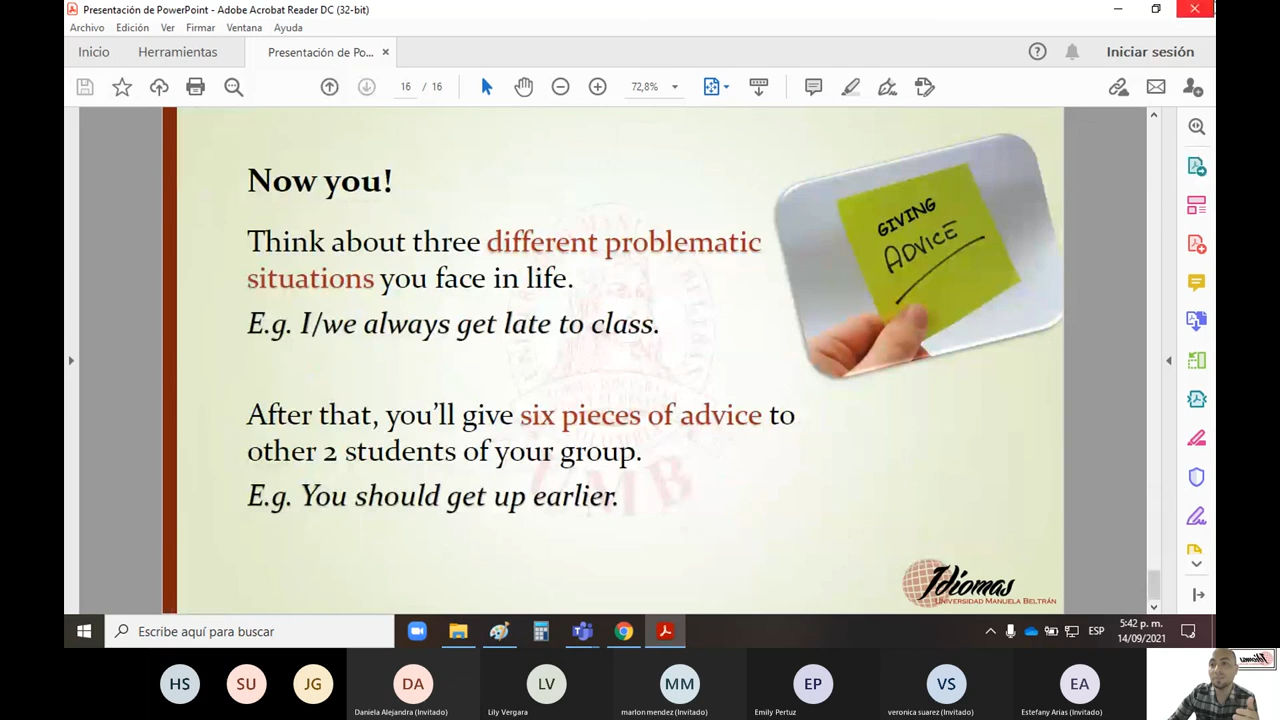 Presentación de PowerPoint - Adobe Acrobat Reader DC (32-bit)
Archivo Edición Ver Firmar Ventana Ayuda
Inicio Herramientas Presentación de Po... × Iniciar sesión
16 / 16 72,8%
Now you!
Think about three different problematic
situations you face in life.
E.g. I/we always get late to class.
After that, you'll give six pieces of advice to
other 2 students of your group.
E.g. You should get up earlier.
GIVING
ADVICE
UMB
Idiomas
UNIVERSIDAD MANUELA BELTRÁN
Escribe aquí para buscar
ESP
5:42 p. m.
14/09/2021
HS SU JG DA LV MM EP VS EA
Daniela Alejandra (Invitado) Lily Vergara marlon mendez (Invitado) Emily Pertuz veronica suarez (Invitado) Estefany Arias (Invitado)